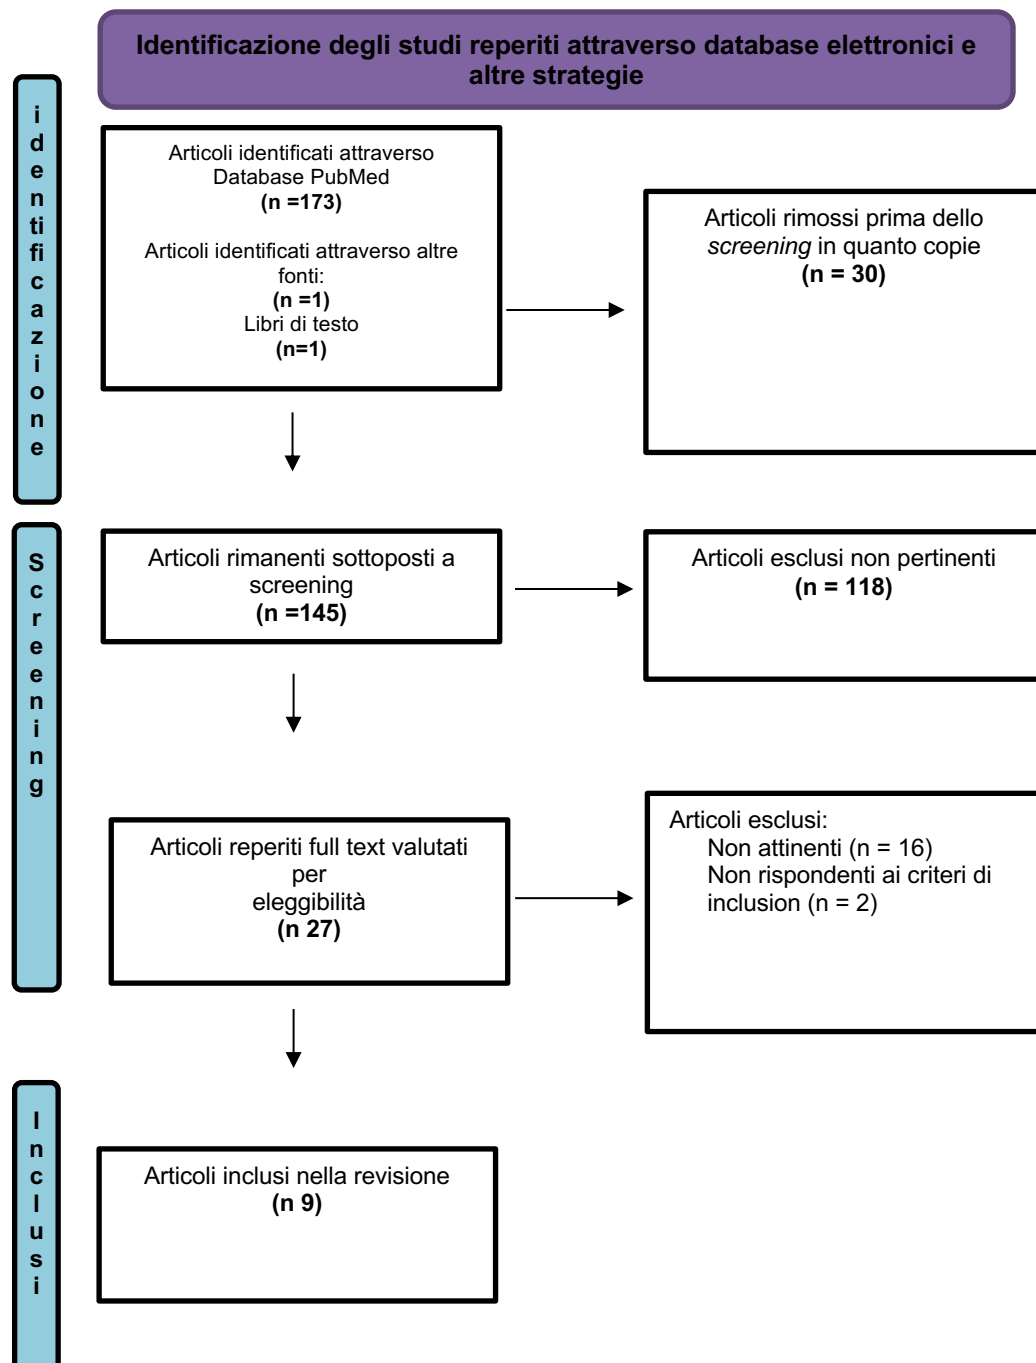 Identificazione degli studi reperiti attraverso database elettronici e
altre strategie
identificazione
Articoli identificati attraverso
Database PubMed
(n =173)
Articoli identificati attraverso altre
fonti:
(n =1)
Libri di testo
(n=1)
Articoli rimossi prima dello
screening in quanto copie
(n = 30)
Screening
Articoli rimanenti sottoposti a
screening
(n =145)
Articoli esclusi non pertinenti
(n = 118)
Articoli reperiti full text valutati
per
eleggibilità
(n 27)
Articoli esclusi:
Non attinenti (n = 16)
Non rispondenti ai criteri di
inclusion (n = 2)
Inclusi
Articoli inclusi nella revisione
(n 9)